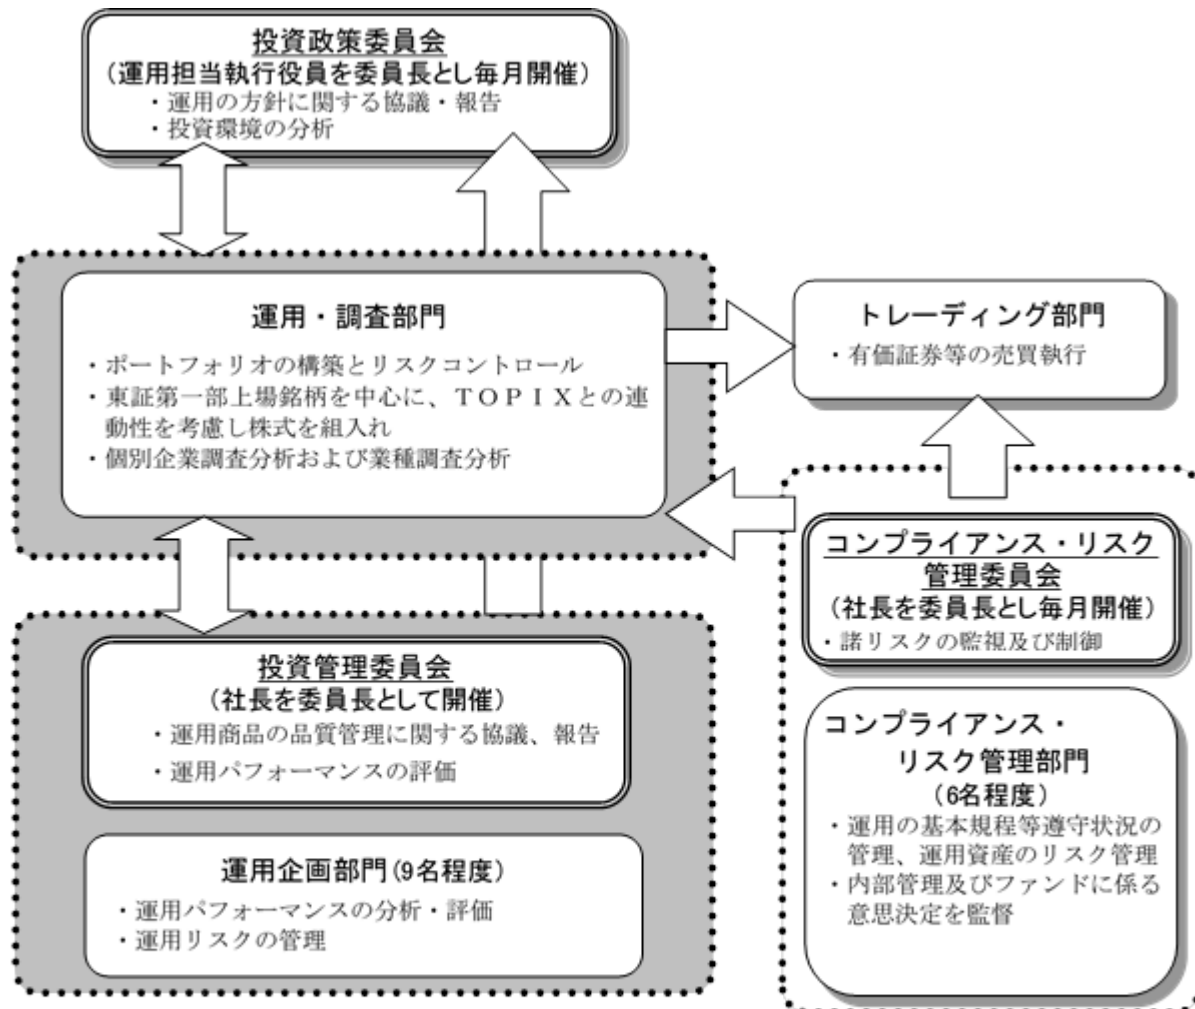 投資政策委員会
（運用担当執行役員を委員長とし毎月開催）
・運用の方針に関する協議・報告
・投資環境の分析
運用・調査部門
・ポートフォリオの構築とリスクコントロール
・東証第一部上場銘柄を中心に、ＴＯＰＩＸとの連
動性を考慮し株式を組入れ
・個別企業調査分析および業種調査分析
トレーディング部門
・有価証券等の売買執行
投資管理委員会
（社長を委員長として開催）
・運用商品の品質管理に関する協議、報告
・運用パフォーマンスの評価
運用企画部門(9名程度)
・運用パフォーマンスの分析・評価
・運用リスクの管理
コンプライアンス・リスク
管理委員会
（社長を委員長とし毎月開催）
・諸リスクの監視及び制御
コンプライアンス・
リスク管理部門
（6名程度）
・運用の基本規程等遵守状況の
管理、運用資産のリスク管理
・内部管理及びファンドに係る
意思決定を監督